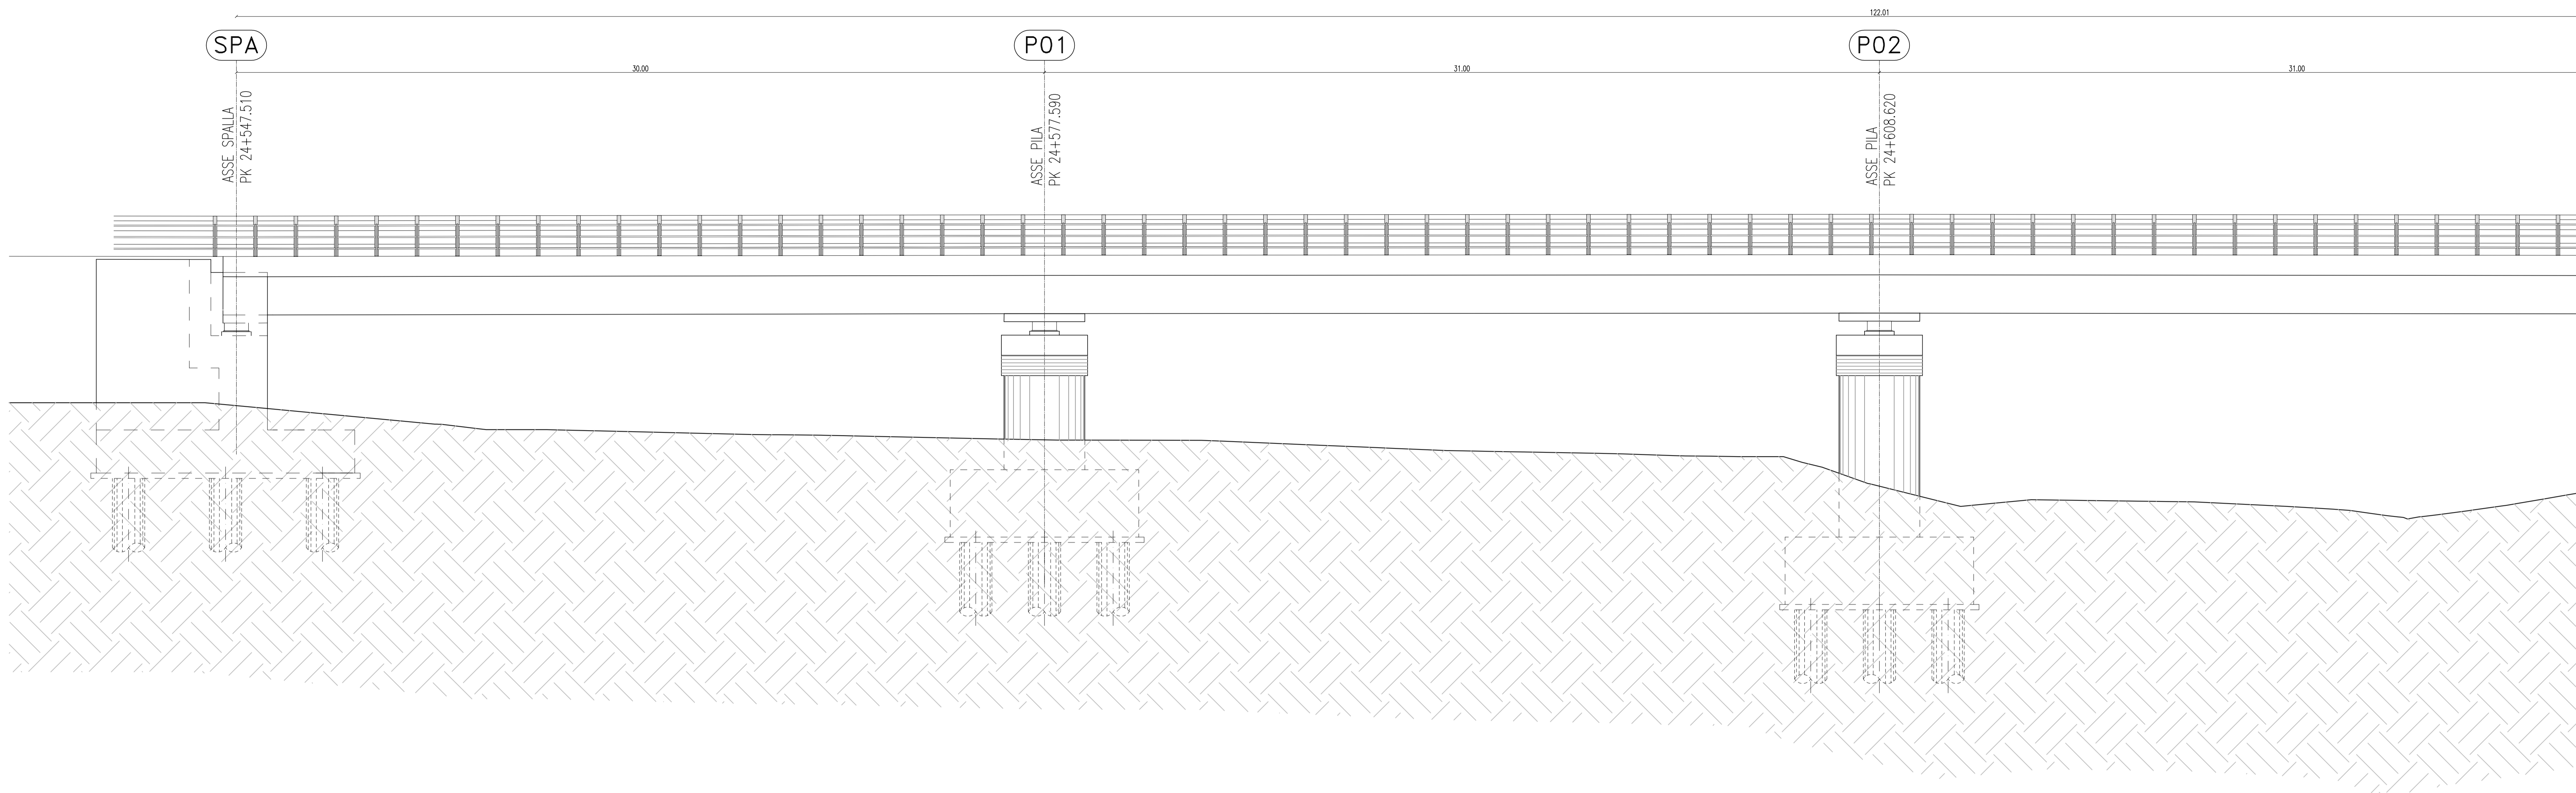 122.01
SPA
P01
P02
30.00
31.00
31.00
ASSE SPALLA
PK 24+547.510
ASSE PILA
PK 24+577.590
ASSE PILA
PK 24+608.620